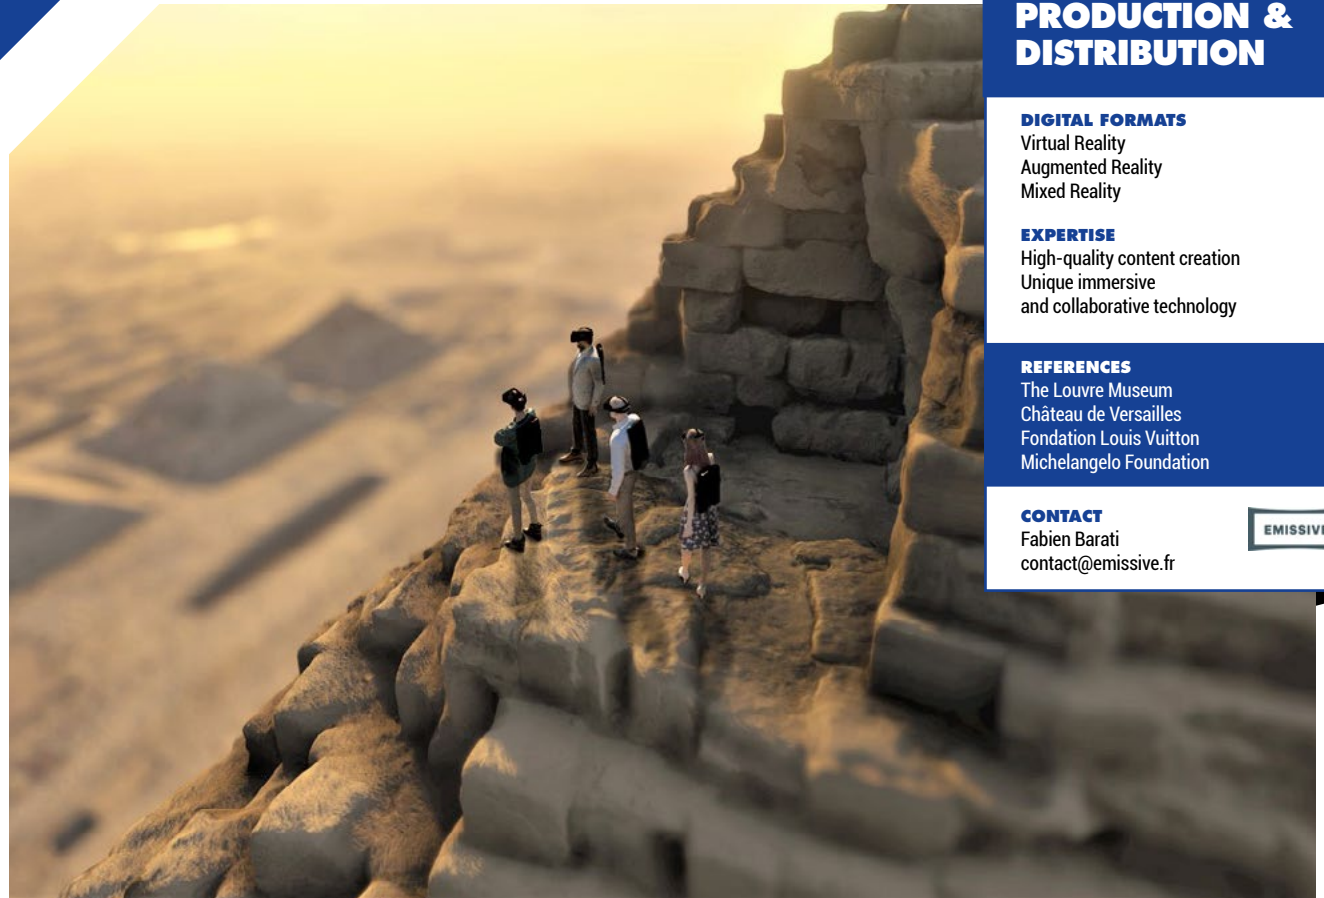 PRODUCTION &
DISTRIBUTION
DIGITAL FORMATS
Virtual Reality
Augmented Reality
Mixed Reality
EXPERTISE
High-quality content creation
Unique immersive
and collaborative technology
REFERENCES
The Louvre Museum
Château de Versailles
Fondation Louis Vuitton
Michelangelo Foundation
CONTACT
Fabien Barati
contact@emissive.fr